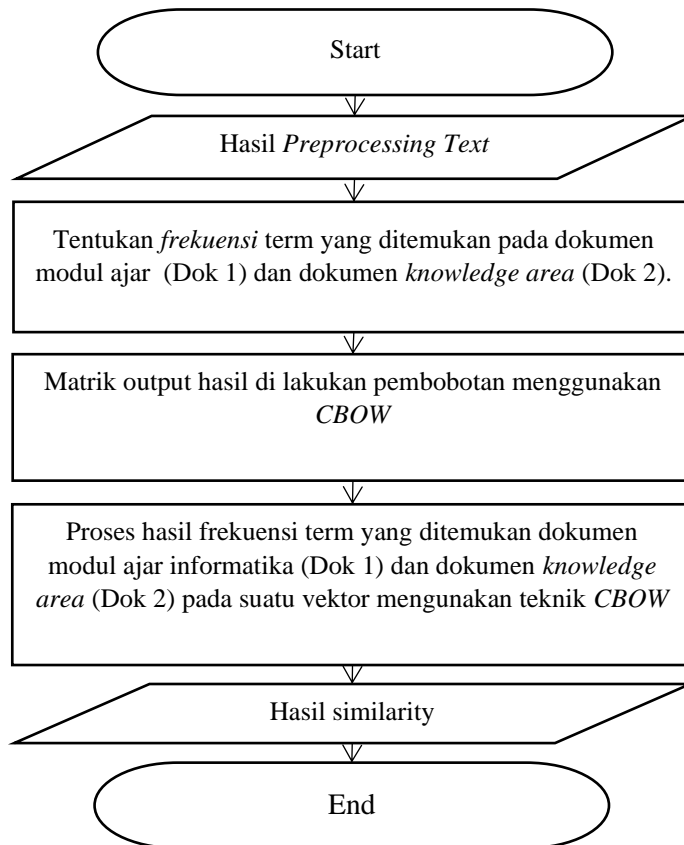 Start
Hasil Preprocessing Text
Tentukan frekuensi term yang ditemukan pada dokumen
modul ajar (Dok 1) dan dokumen knowledge area (Dok 2).
Matrik output hasil di lakukan pembobotan menggunakan
CBOW
Proses hasil frekuensi term yang ditemukan dokumen
modul ajar informatika (Dok 1) dan dokumen knowledge
area (Dok 2) pada suatu vektor mengunakan teknik CBOW
Hasil similarity
End